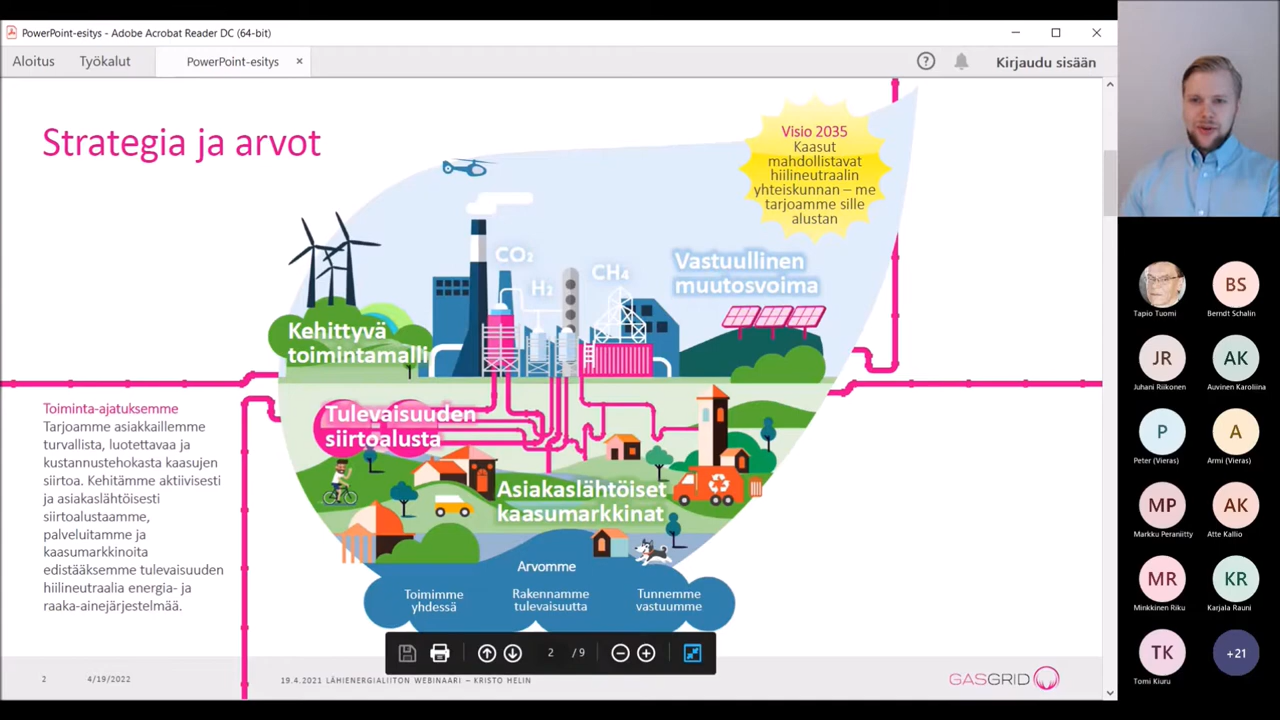 PowerPoint-esitys - Adobe Acrobat Reader DC (64-bit)
Aloitus
Työkalut
PowerPoint-esitys
Kirjaudu sisään
Strategia ja arvot
Visio 2035
Kaasut
mahdollistavat
hiilineutraalin
yhteiskunnan – me
tarjoamme sille
alustan
CO₂
H₂
CH₄
Vastuullinen
muutosvoima
Kehittyvä
toimintamalli
Tulevaisuuden
siirtoalusta
Asiakaslähtöiset
kaasumarkkinat
Toiminta-ajatuksemme
Tarjoamme asiakkaillemme
turvallista, luotettavaa ja
kustannustehokasta kaasujen
siirtoa. Kehitämme aktiivisesti
ja asiakaslähtöisesti
siirtoalustaamme,
palveluitamme ja
kaasumarkkinoita
edistääksemme tulevaisuuden
hiilineutraalia energia- ja
raaka-ainejärjestelmää.
Arvomme
Toimimme
yhdessä
Rakennamme
tulevaisuutta
Tunnemme
vastuumme
2 / 9
2
4/19/2022
19.4.2021 LÄHIENERGIALIITON WEBINAARI – KRISTO HELIN
GASGRID
Tapio Tuomi
BS
Berndt Schalin
JR
Juhani Riikonen
AK
Auvinen Karoliina
P
Peter (Vieras)
A
Armi (Vieras)
MP
Markku Peraniitty
AK
Atte Kallio
MR
Minkkinen Riku
KR
Karjala Rauni
TK
Tomi Kiuru
+21